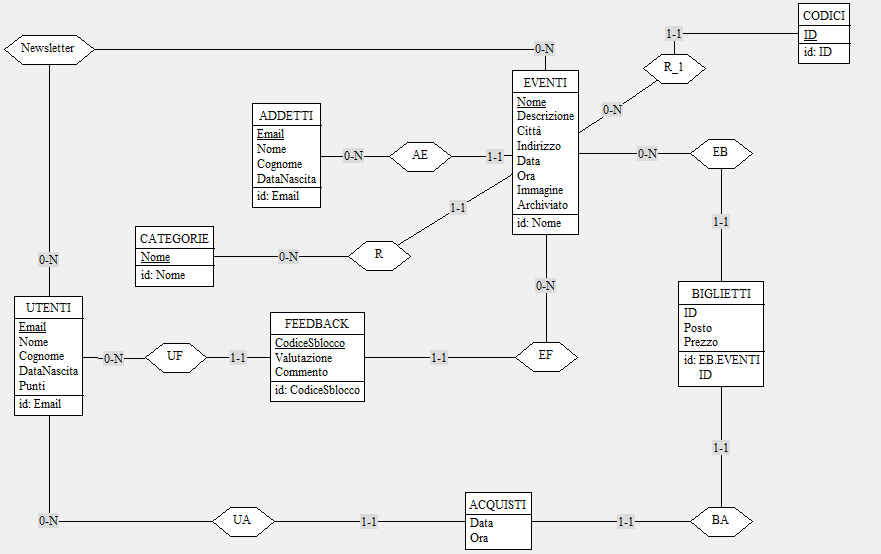 CODICI
ID
id: ID
1-1
R_1
Newsletter
0-N
EVENTI
Nome
Descrizione
Città
Indirizzo
Data
Ora
Immagine
Archiviato
id: Nome
0-N
ADDETTI
Email
Nome
Cognome
DataNascita
id: Email
0-N
AE
1-1
0-N
EB
1-1
1-1
CATEGORIE
Nome
id: Nome
0-N
R
0-N
0-N
BIGLIETTI
ID
Posto
Prezzo
id: EB.EVENTI
ID
UTENTI
Email
Nome
Cognome
DataNascita
Punti
id: Email
0-N
UF
1-1
FEEDBACK
CodiceSblocco
Valutazione
Commento
id: CodiceSblocco
1-1
EF
1-1
0-N
UA
1-1
ACQUISTI
Data
Ora
1-1
BA